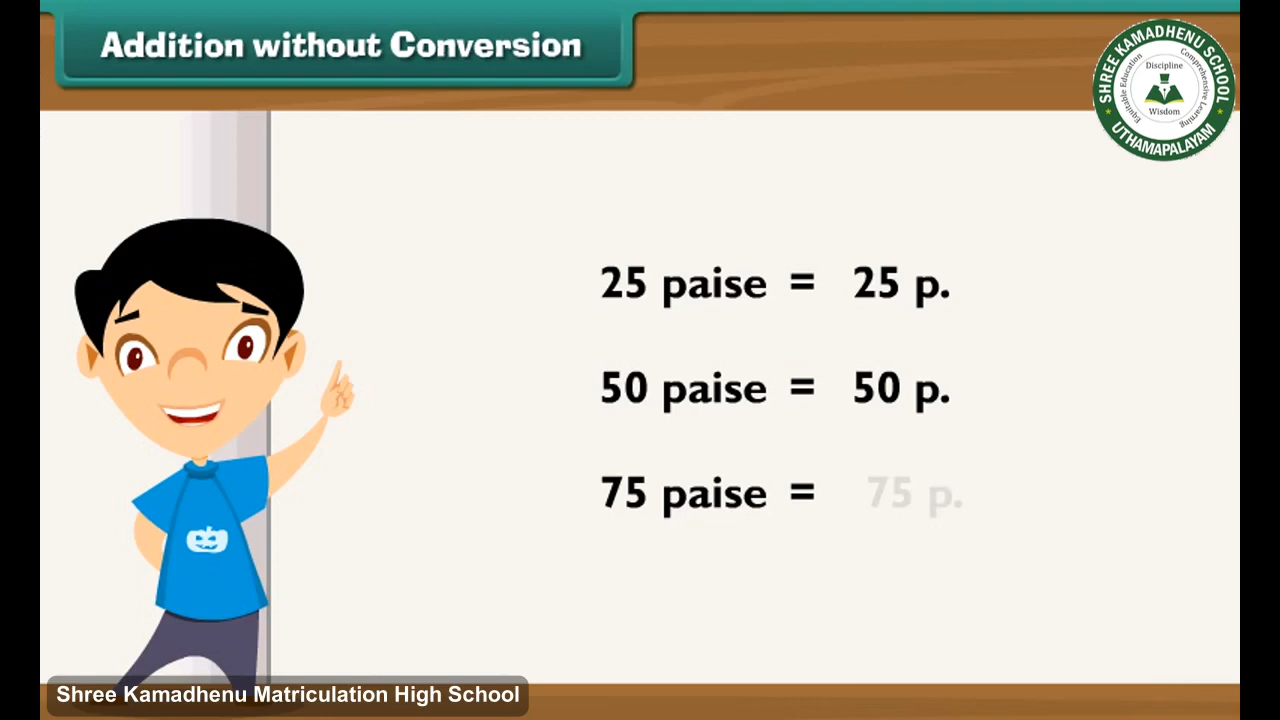 Addition without Conversion
SHREE KAMADHENU SCHOOL
Discipline
Equitable Education
Comprehensive Learning
Wisdom
UTHAMAPALAYAM
25 paise = 25 p.
50 paise = 50 p.
75 paise = 75 p.
Shree Kamadhenu Matriculation High School